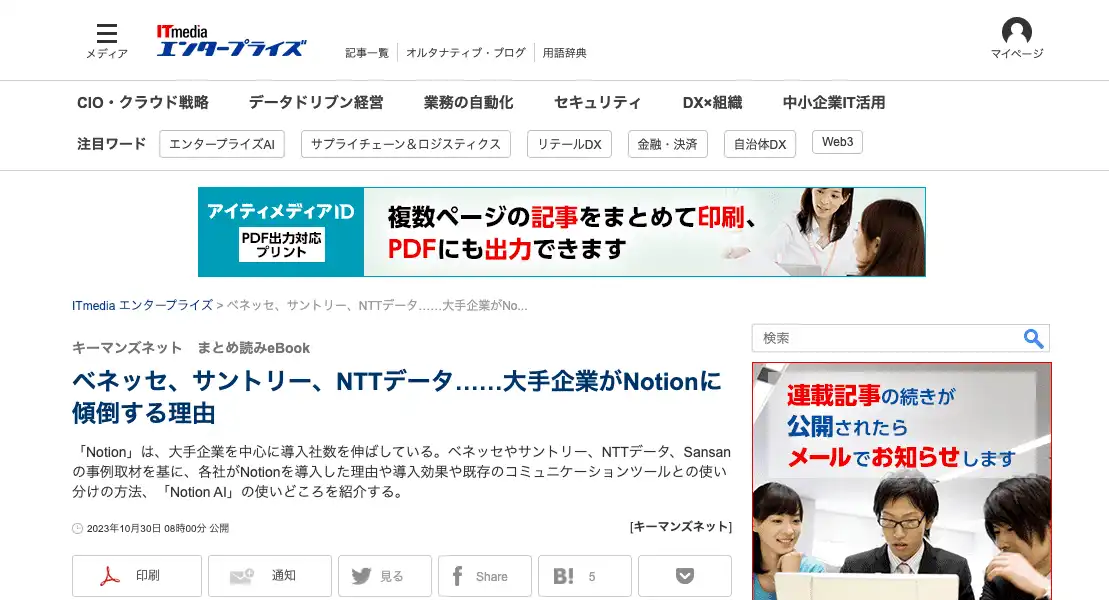 メディア
ITmedia
エンタープライズ
記事一覧
オルタナティブ・ブログ
用語辞典
マイページ
CIO・クラウド戦略
データドリブン経営
業務の自動化
セキュリティ
DX×組織
中小企業IT活用
注目ワード
エンタープライズAI
サプライチェーン＆ロジスティクス
リテールDX
金融・決済
自治体DX
Web3
アイティメディアID
PDF出力対応
プリント
複数ページの記事をまとめて印刷、
PDFにも出力できます
ITmedia エンタープライズ > ベネッセ、サントリー、NTTデータ……大手企業がNo...
キーマンズネット　まとめ読みeBook
ベネッセ、サントリー、NTTデータ……大手企業がNotionに
傾倒する理由
「Notion」は、大手企業を中心に導入社数を伸ばしている。ベネッセやサントリー、NTTデータ、Sansan
の事例取材を基に、各社がNotionを導入した理由や導入効果や既存のコミュニケーションツールとの使い
分けの方法、「Notion AI」の使いどころを紹介する。
2023年10月30日 08時00分 公開
[キーマンズネット]
印刷
通知
見る
Share
B! 5
検索
連載記事の続きが
公開されたら
メールでお知らせします